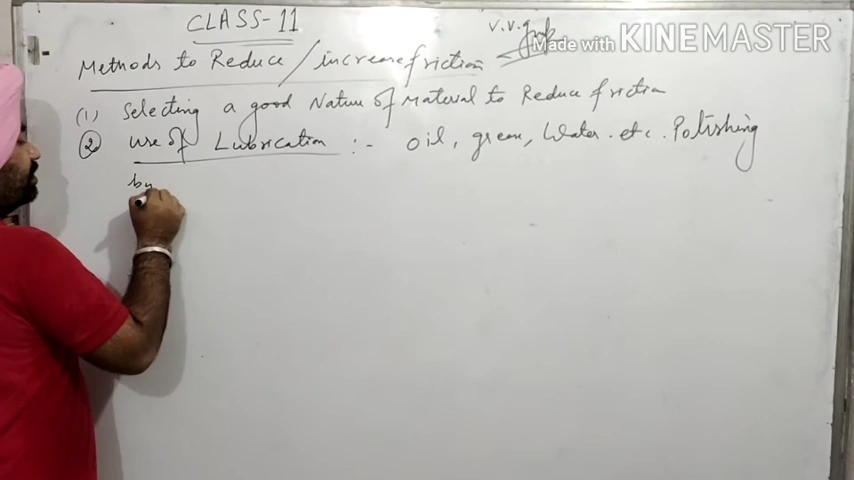 CLASS-11
v.v.gmp
Made with KINEMASTER
Methods to Reduce / increase friction
(1) Selecting a good Nature of Material to Reduce friction
(2) use of Lubrication :- oil, grease, Water. etc. Polishing
by